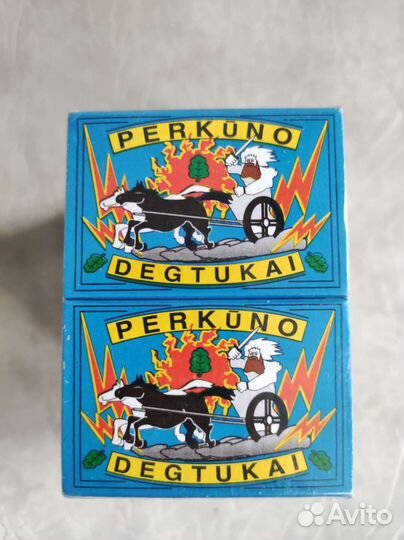 PERKŪNO
DEGTUKAI
PERKŪNO
DEGTUKAI
Avito